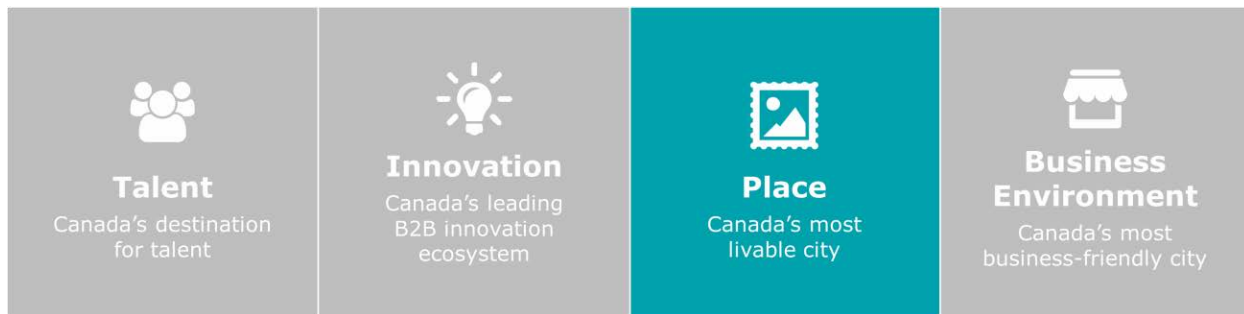 Talent
Canada’s destination
for talent
Innovation
Canada’s leading
B2B innovation
ecosystem
Place
Canada’s most
livable city
Business
Environment
Canada’s most
business-friendly city